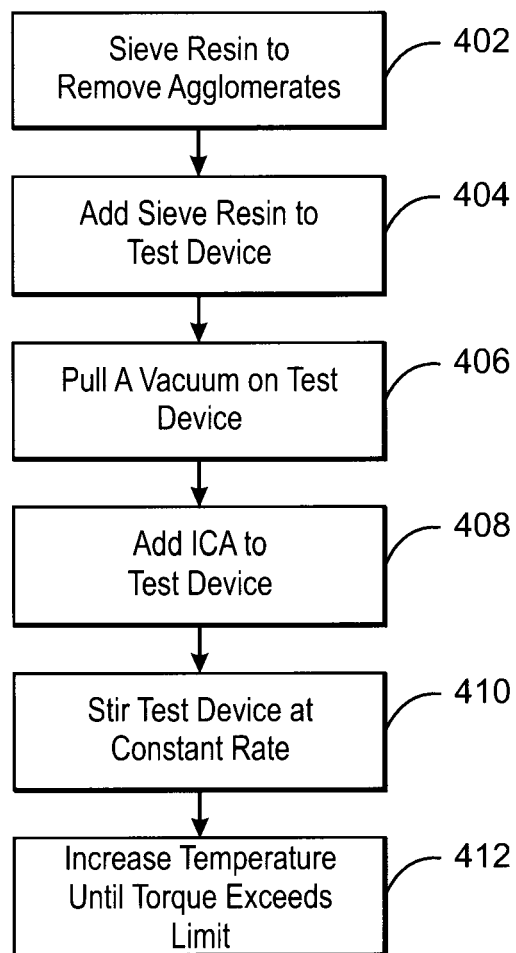 Sieve Resin to
Remove Agglomerates
402
Add Sieve Resin to
Test Device
404
Pull A Vacuum on Test
Device
406
Add ICA to
Test Device
408
Stir Test Device at
Constant Rate
410
Increase Temperature
Until Torque Exceeds
Limit
412